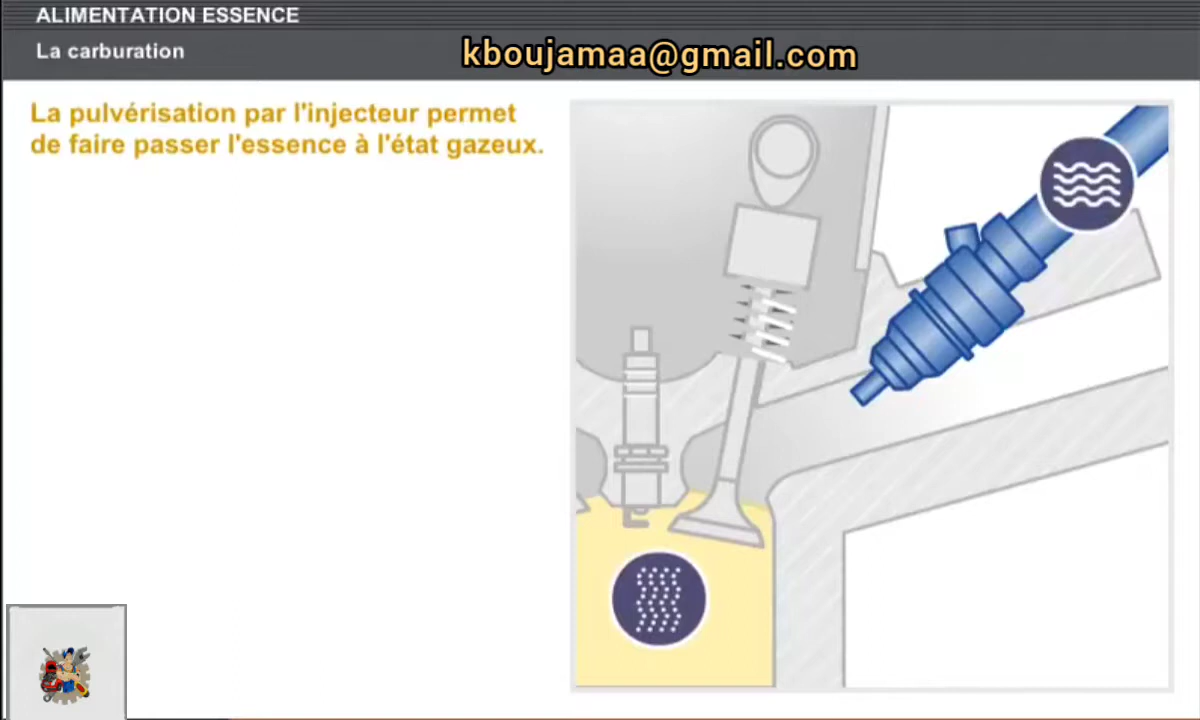 ALIMENTATION ESSENCE
La carburation
kboujamaa@gmail.com
La pulvérisation par l'injecteur permet
de faire passer l'essence à l'état gazeux.